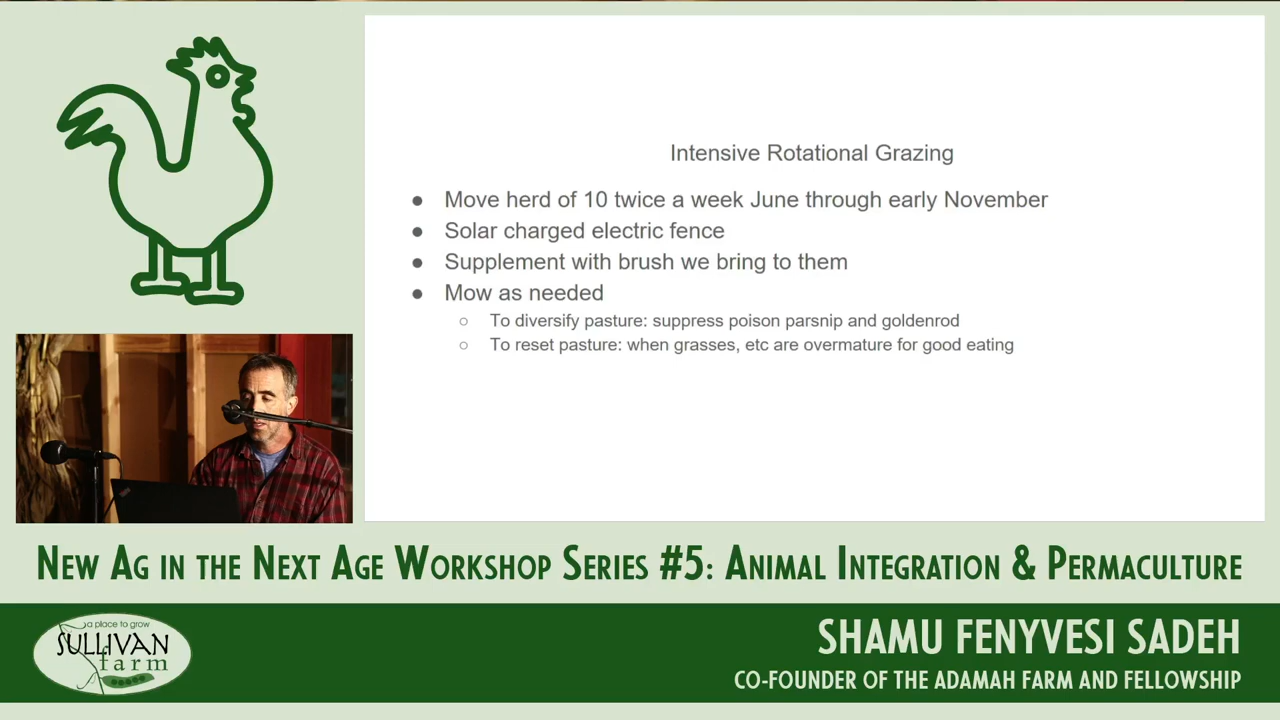 Intensive Rotational Grazing
● Move herd of 10 twice a week June through early November
● Solar charged electric fence
● Supplement with brush we bring to them
● Mow as needed
○ To diversify pasture: suppress poison parsnip and goldenrod
○ To reset pasture: when grasses, etc are overmature for good eating
NEW AG IN THE NEXT AGE WORKSHOP SERIES #5: ANIMAL INTEGRATION & PERMACULTURE
a place to grow
SULLIVAN
farm
SHAMU FENYVESI SADEH
CO-FOUNDER OF THE ADAMAH FARM AND FELLOWSHIP